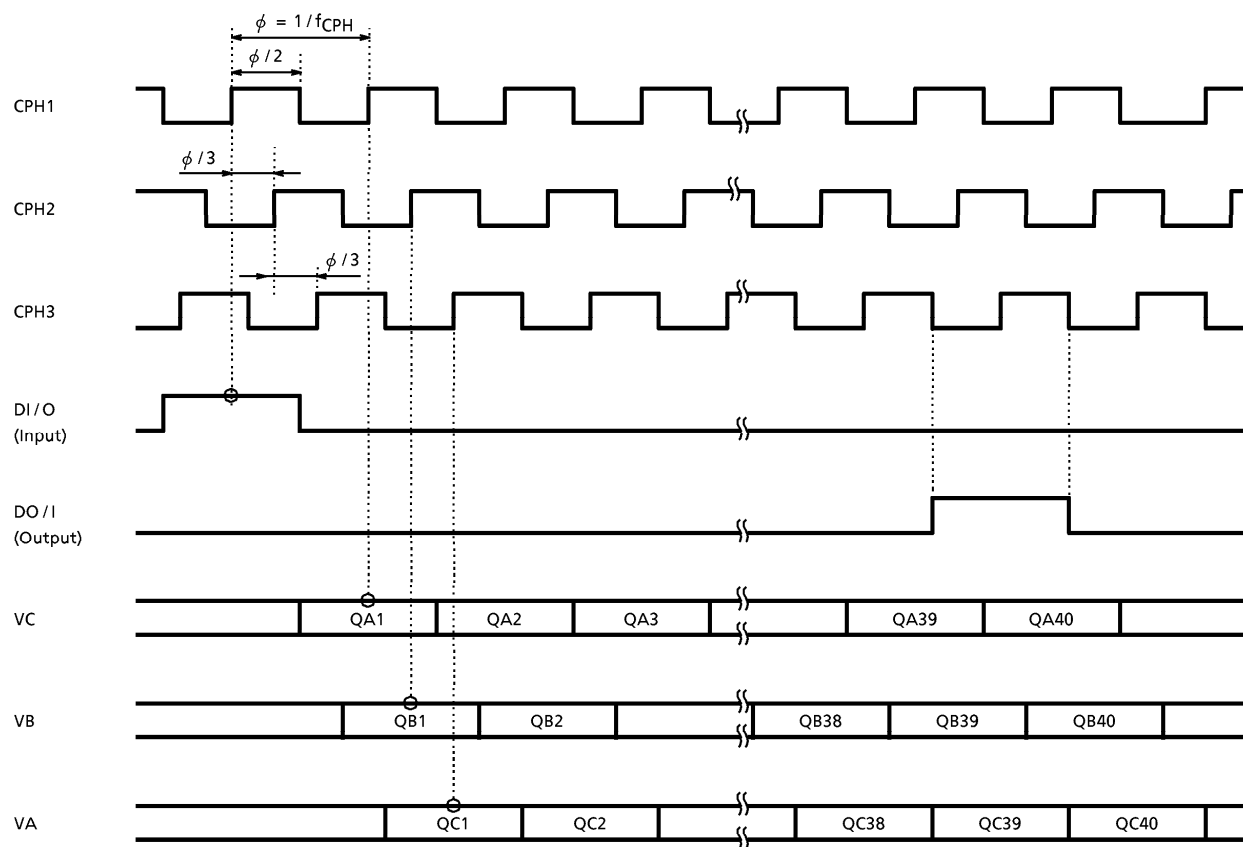 ϕ = 1/fCPH
ϕ/2
CPH1
ϕ/3
CPH2
ϕ/3
CPH3
DI/O
(Input)
DO/I
(Output)
VC QA1 QA2 QA3 QA39 QA40
VB QB1 QB2 QB38 QB39 QB40
VA QC1 QC2 QC38 QC39 QC40